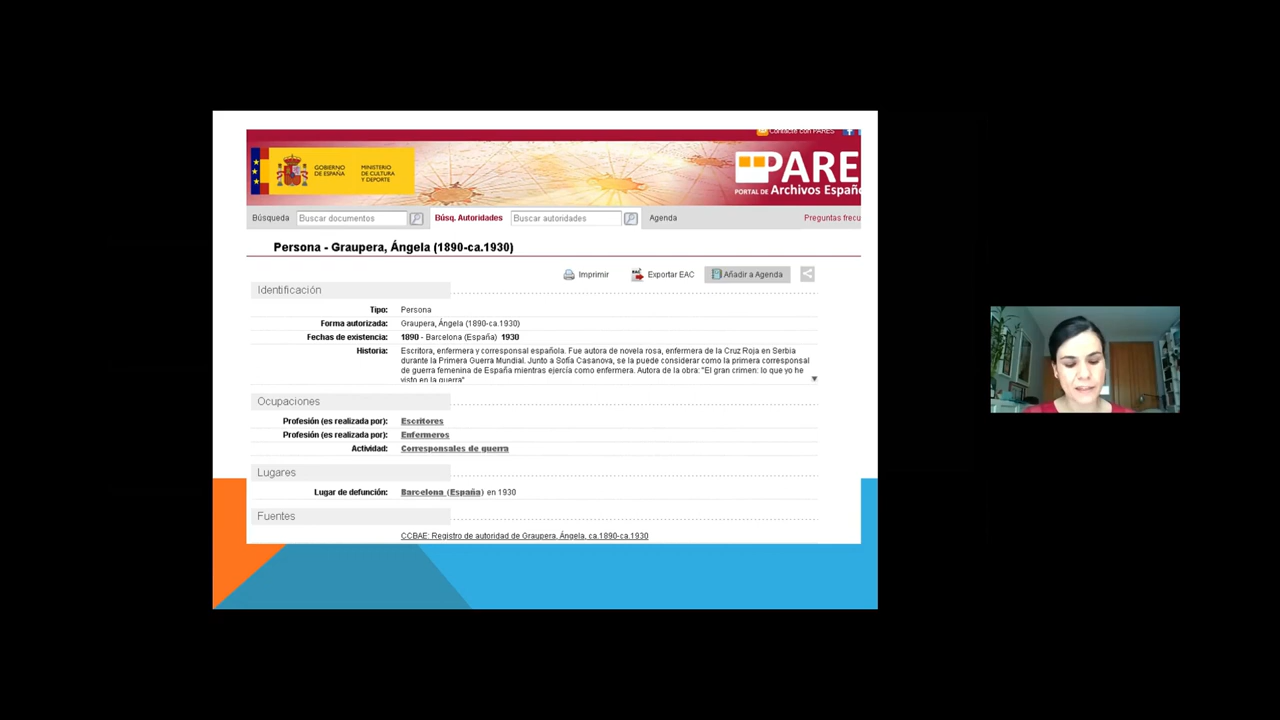 Contacte con PARES
GOBIERNO DE ESPAÑA
MINISTERIO DE CULTURA Y DEPORTE
PARE
PORTAL DE Archivos Españo
Búsqueda Buscar documentos Búsq. Autoridades Buscar autoridades Agenda Preguntas frecu
Persona - Graupera, Ángela (1890-ca.1930)
Imprimir Exportar EAC Añadir a Agenda
Identificación
Tipo: Persona
Forma autorizada: Graupera, Ángela (1890-ca.1930)
Fechas de existencia: 1890 - Barcelona (España) 1930
Historia: Escritora, enfermera y corresponsal española. Fue autora de novela rosa, enfermera de la Cruz Roja en Serbia
durante la Primera Guerra Mundial. Junto a Sofía Casanova, se la puede considerar como la primera corresponsal
de guerra femenina de España mientras ejercía como enfermera. Autora de la obra: "El gran crimen: lo que yo he
visto en la guerra"
Ocupaciones
Profesión (es realizada por): Escritores
Profesión (es realizada por): Enfermeros
Actividad: Corresponsales de guerra
Lugares
Lugar de defunción: Barcelona (España) en 1930
Fuentes
CCBAE: Registro de autoridad de Graupera, Ángela, ca.1890-ca.1930